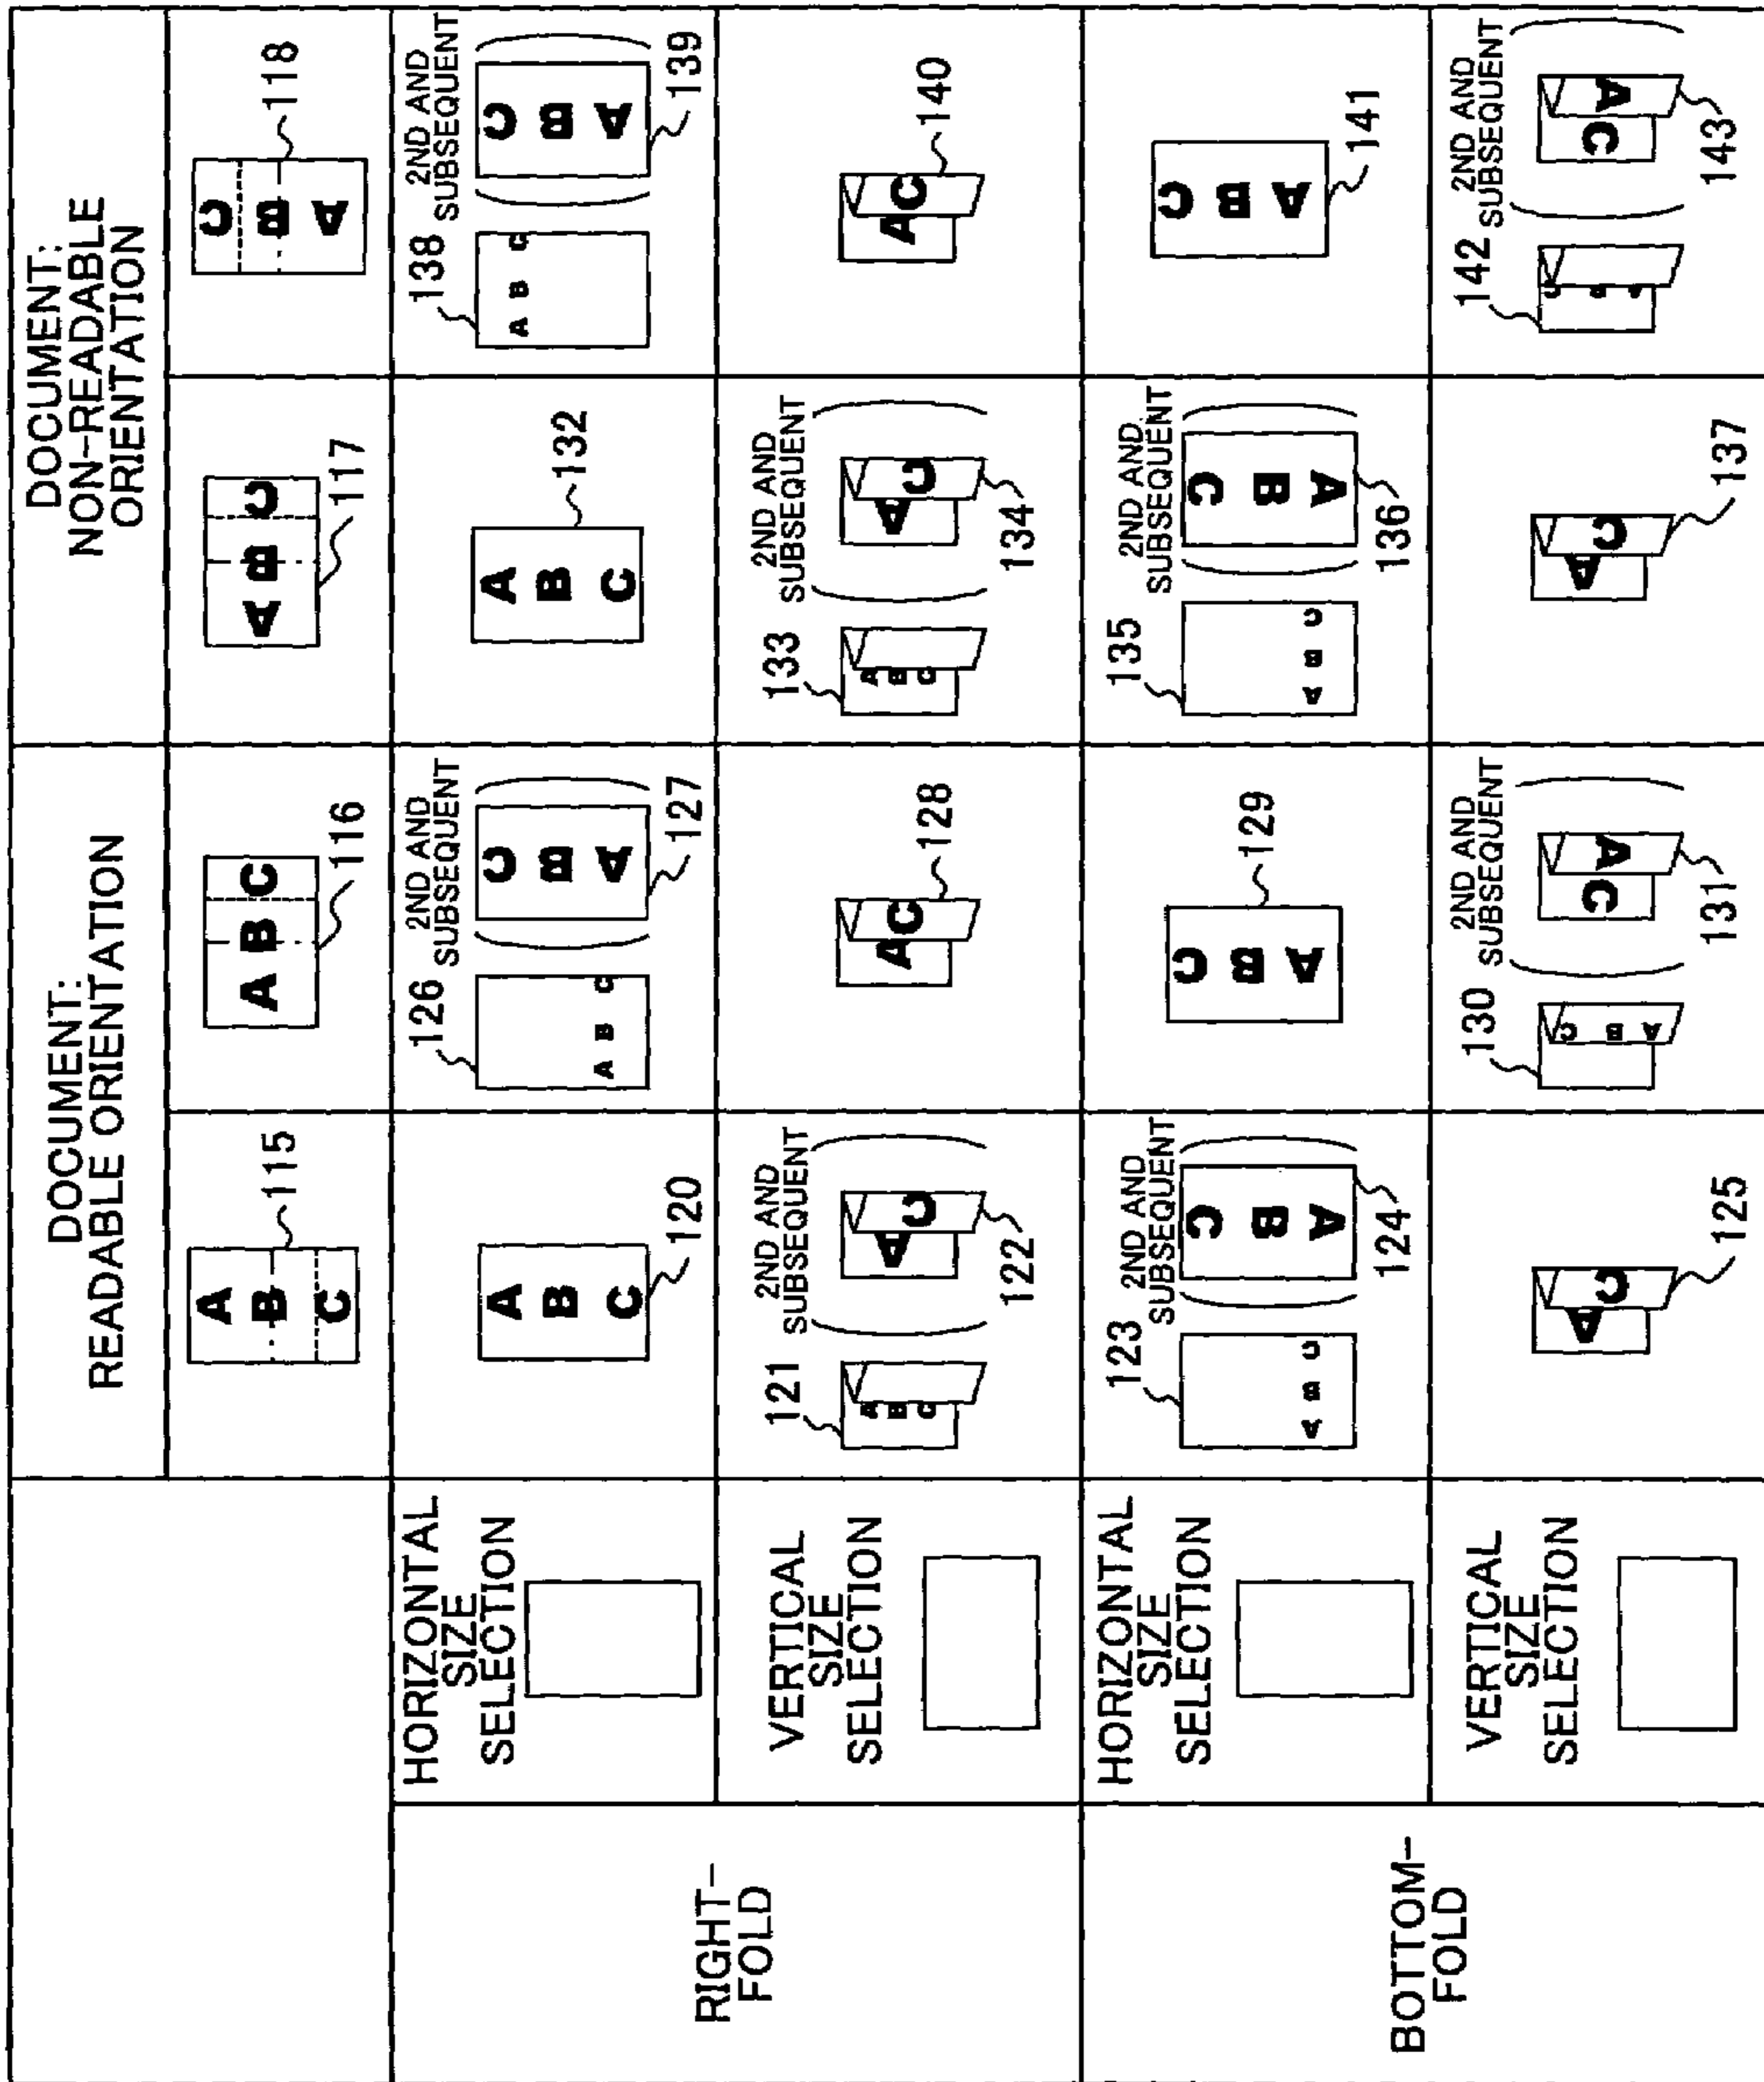 DOCUMENT:
READABLE ORIENTATION
DOCUMENT:
NON-READABLE
ORIENTATION
A
B
C
115
A B C
116
A B C
117
C
B
A
118
RIGHT-
FOLD
HORIZONTAL
SIZE
SELECTION
A
B
C
120
126
A B C
2ND AND
SUBSEQUENT
C
B
A
127
A
B
C
132
138
A B C
2ND AND
SUBSEQUENT
C
B
A
139
VERTICAL
SIZE
SELECTION
121
A
B
C
2ND AND
SUBSEQUENT
A
C
122
A C
128
133
A
B
C
2ND AND
SUBSEQUENT
A
C
134
A C
140
BOTTOM-
FOLD
HORIZONTAL
SIZE
SELECTION
123
A B C
2ND AND
SUBSEQUENT
C
B
A
124
C
B
A
129
135
A B C
2ND AND
SUBSEQUENT
C
B
A
136
C
B
A
141
VERTICAL
SIZE
SELECTION
A
C
125
130
C
B
A
2ND AND
SUBSEQUENT
C A
131
A
C
137
142
C
B
A
2ND AND
SUBSEQUENT
C A
143